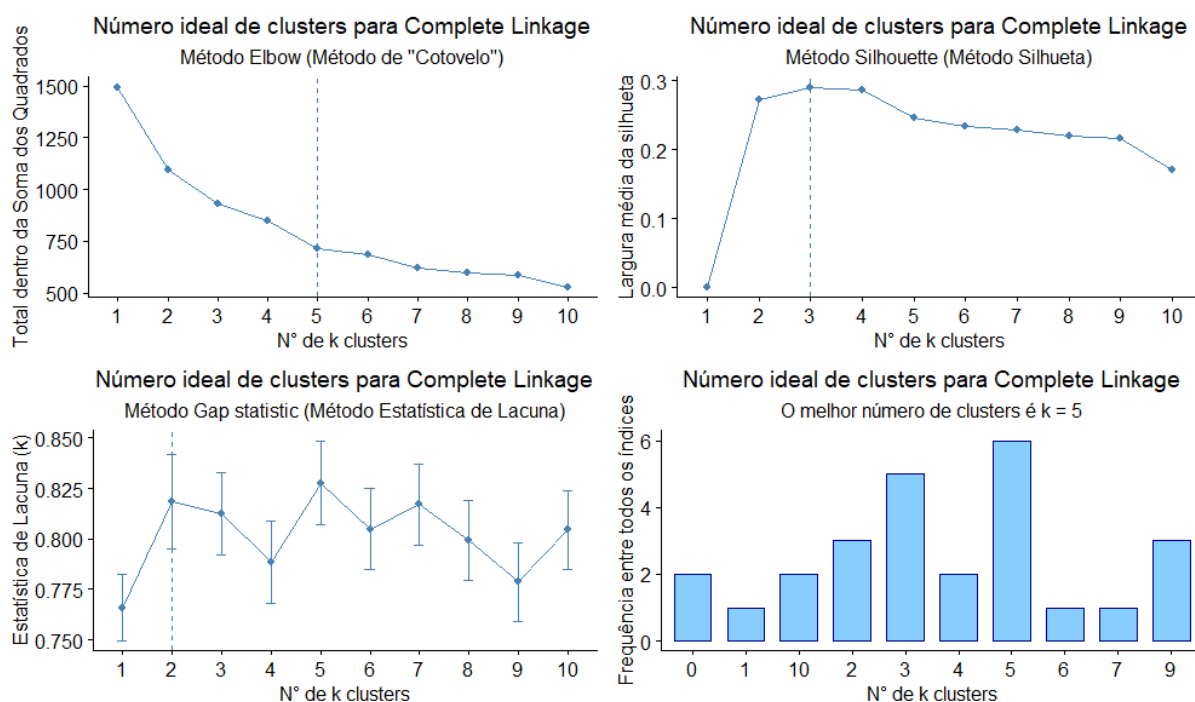 Número ideal de clusters para Complete Linkage
Método Elbow (Método de "Cotovelo")
Total dentro da Soma dos Quadrados
1500
1250
1000
750
500
1 2 3 4 5 6 7 8 9 10
N° de k clusters
Número ideal de clusters para Complete Linkage
Método Silhouette (Método Silhueta)
Largura média da silhueta
0.3
0.2
0.1
0.0
1 2 3 4 5 6 7 8 9 10
N° de k clusters
Número ideal de clusters para Complete Linkage
Método Gap statistic (Método Estatística de Lacuna)
Estatística de Lacuna (k)
0.850
0.825
0.800
0.775
0.750
1 2 3 4 5 6 7 8 9 10
N° de k clusters
Número ideal de clusters para Complete Linkage
O melhor número de clusters é k = 5
Frequência entre todos os índices
6
4
2
0
0 1 10 2 3 4 5 6 7 9
N° de k clusters